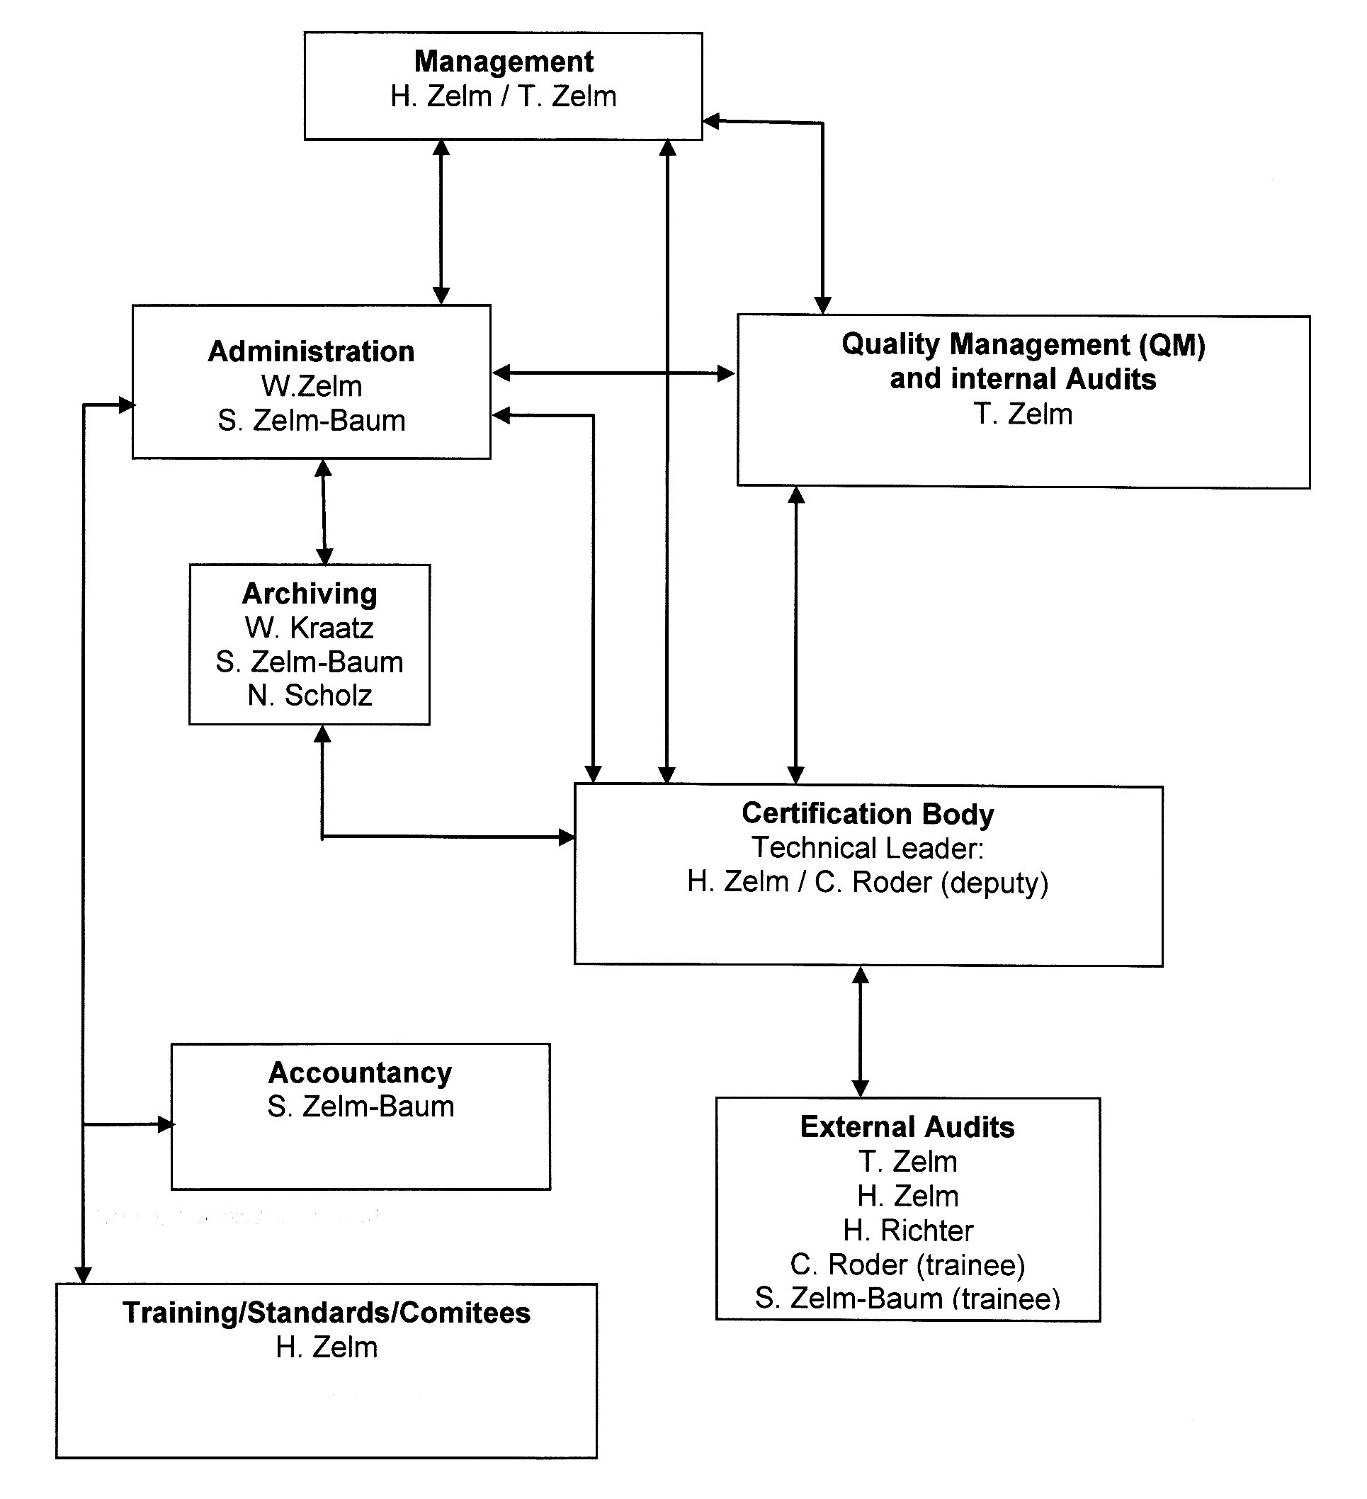 Management
H. Zelm / T. Zelm
Administration
W.Zelm
S. Zelm-Baum
Quality Management (QM)
and internal Audits
T. Zelm
Archiving
W. Kraatz
S. Zelm-Baum
N. Scholz
Certification Body
Technical Leader:
H. Zelm / C. Roder (deputy)
Accountancy
S. Zelm-Baum
External Audits
T. Zelm
H. Zelm
H. Richter
C. Roder (trainee)
S. Zelm-Baum (trainee)
Training/Standards/Comitees
H. Zelm